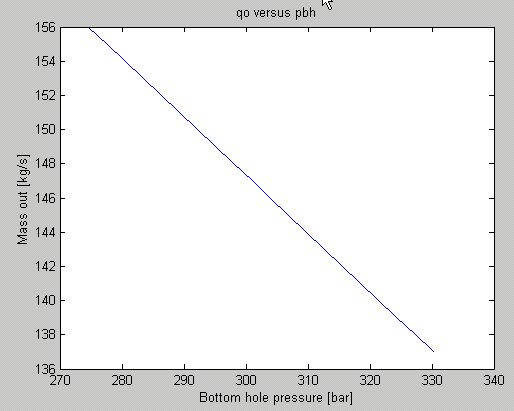 qo versus pbh
156
154
152
150
148
146
144
142
140
138
136
Mass out [kg/s]
270 280 290 300 310 320 330 340
Bottom hole pressure [bar]